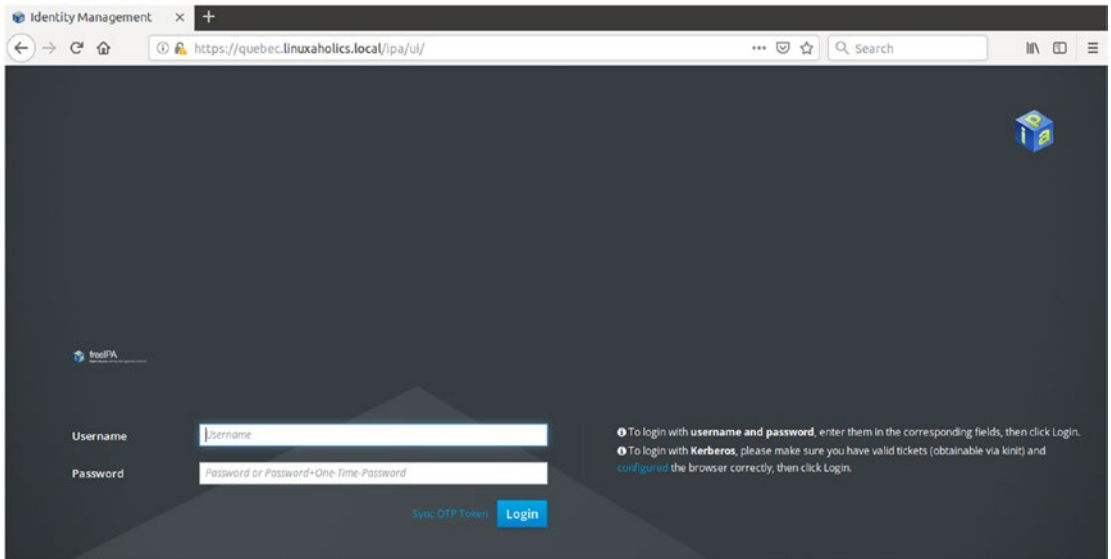 Identity Management
https://quebec.linuxaholics.local/ipa/ui/
Search
ipa
freeIPA
Username
Username
Password
Password or Password+One-Time-Password
Sync OTP Token
Login
To login with username and password, enter them in the corresponding fields, then click Login.
To login with Kerberos, please make sure you have valid tickets (obtainable via kinit) and
configured the browser correctly, then click Login.